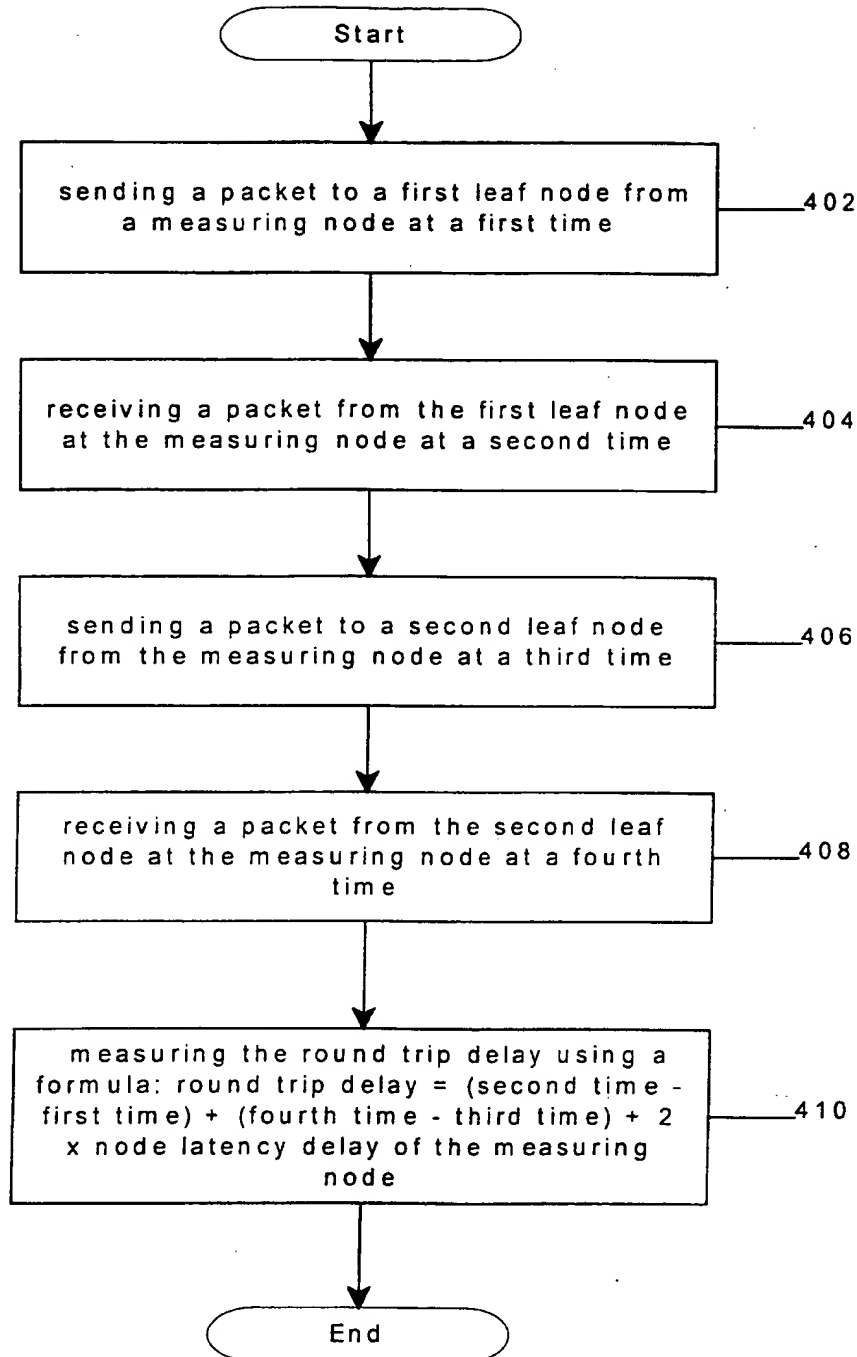 Start
sending a packet to a first leaf node from
a measuring node at a first time
402
receiving a packet from the first leaf node
at the measuring node at a second time
404
sending a packet to a second leaf node
from the measuring node at a third time
406
receiving a packet from the second leaf
node at the measuring node at a fourth
time
408
measuring the round trip delay using a
formula: round trip delay = (second time -
first time) + (fourth time - third time) + 2
x node latency delay of the measuring
node
410
End